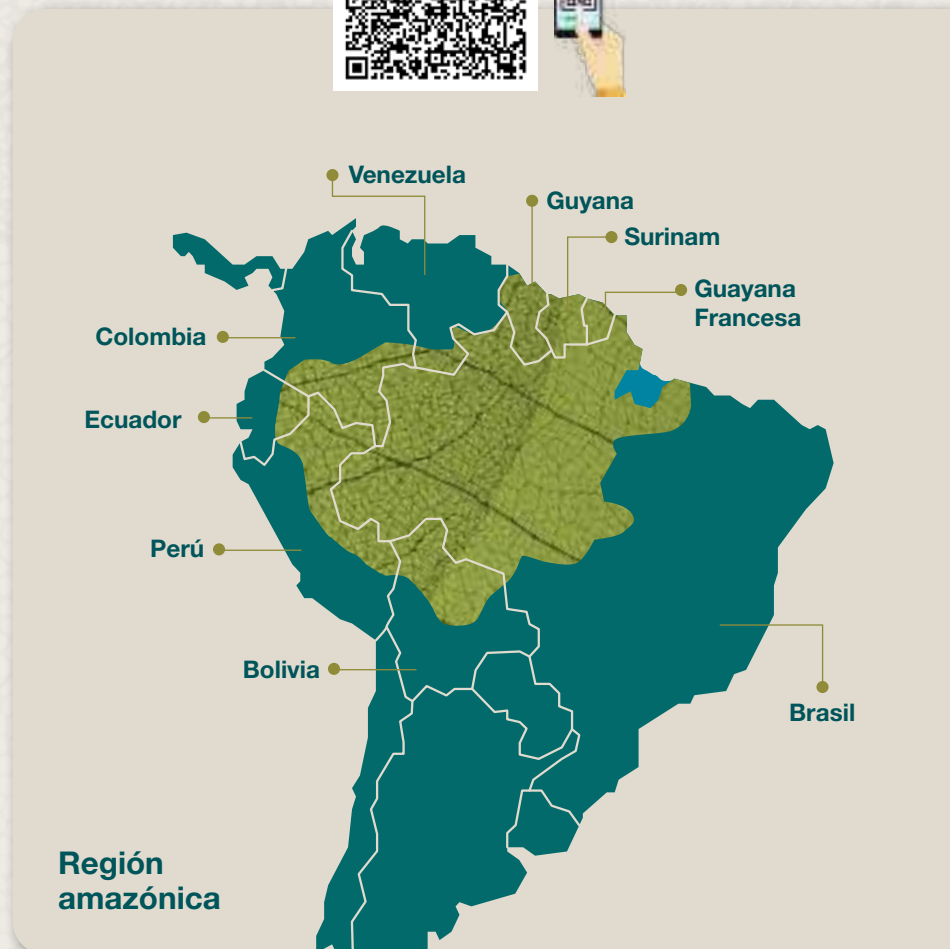 Venezuela
Guyana
Surinam
Guayana
Francesa
Colombia
Ecuador
Perú
Bolivia
Brasil
Región
amazónica